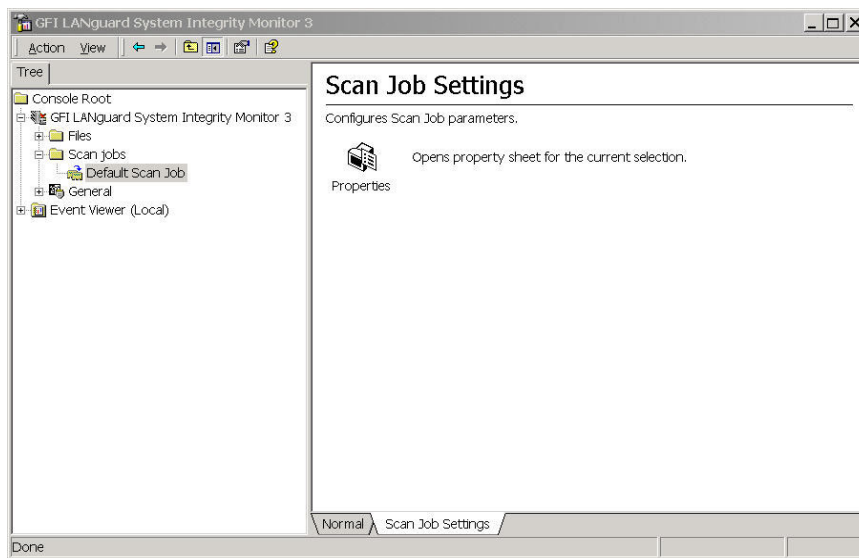 GFI LANguard System Integrity Monitor 3
Action View
Tree
Console Root
GFI LANguard System Integrity Monitor 3
Files
Scan jobs
Default Scan Job
General
Event Viewer (Local)
Scan Job Settings
Configures Scan Job parameters.
Opens property sheet for the current selection.
Properties
Normal
Scan Job Settings
Done